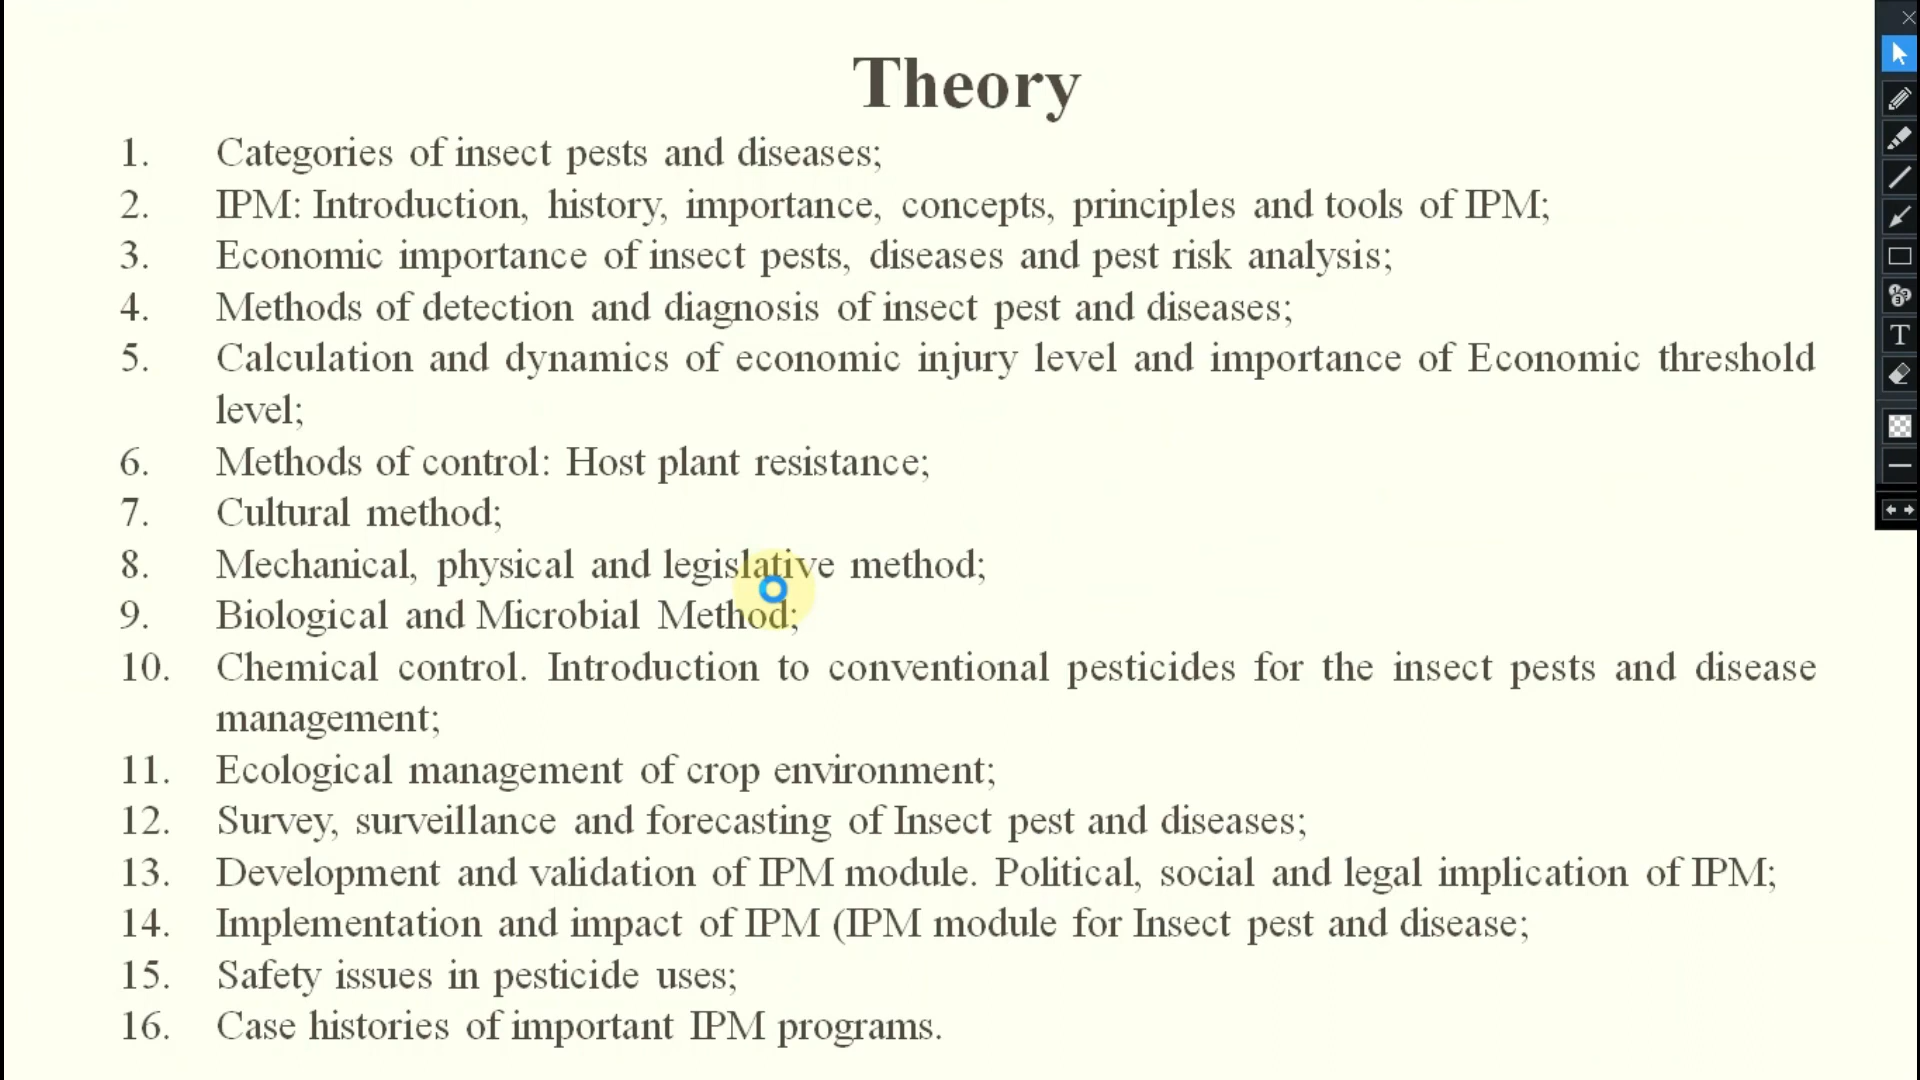 Theory
1. Categories of insect pests and diseases;
2. IPM: Introduction, history, importance, concepts, principles and tools of IPM;
3. Economic importance of insect pests, diseases and pest risk analysis;
4. Methods of detection and diagnosis of insect pest and diseases;
5. Calculation and dynamics of economic injury level and importance of Economic threshold
level;
6. Methods of control: Host plant resistance;
7. Cultural method;
8. Mechanical, physical and legislative method;
9. Biological and Microbial Method;
10. Chemical control. Introduction to conventional pesticides for the insect pests and disease
management;
11. Ecological management of crop environment;
12. Survey, surveillance and forecasting of Insect pest and diseases;
13. Development and validation of IPM module. Political, social and legal implication of IPM;
14. Implementation and impact of IPM (IPM module for Insect pest and disease;
15. Safety issues in pesticide uses;
16. Case histories of important IPM programs.